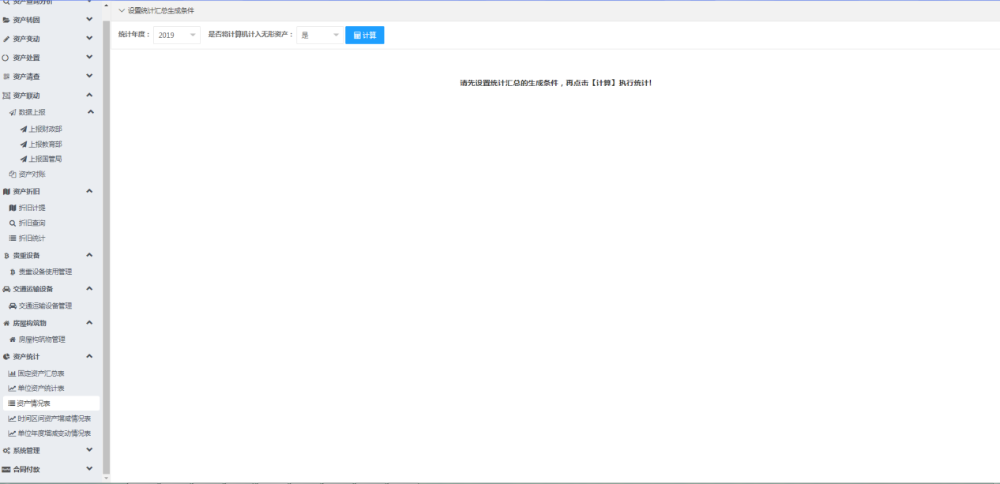 资产查询分析
资产转固
资产变动
资产处置
资产清查
资产联动
数据上报
上报财政部
上报教育部
上报国管局
资产对账
资产折旧
折旧计提
折旧查询
折旧统计
贵重设备
贵重设备使用管理
交通运输设备
交通运输设备管理
房屋构筑物
房屋构筑物管理
资产统计
固定资产汇总表
单位资产统计表
资产情况表
时间区间资产增减情况表
单位年度增减变动情况表
系统管理
合同付款
设置统计汇总生成条件
统计年度： 2019 是否将计算机计入无形资产： 是 计算
请先设置统计汇总的生成条件，再点击【计算】执行统计!